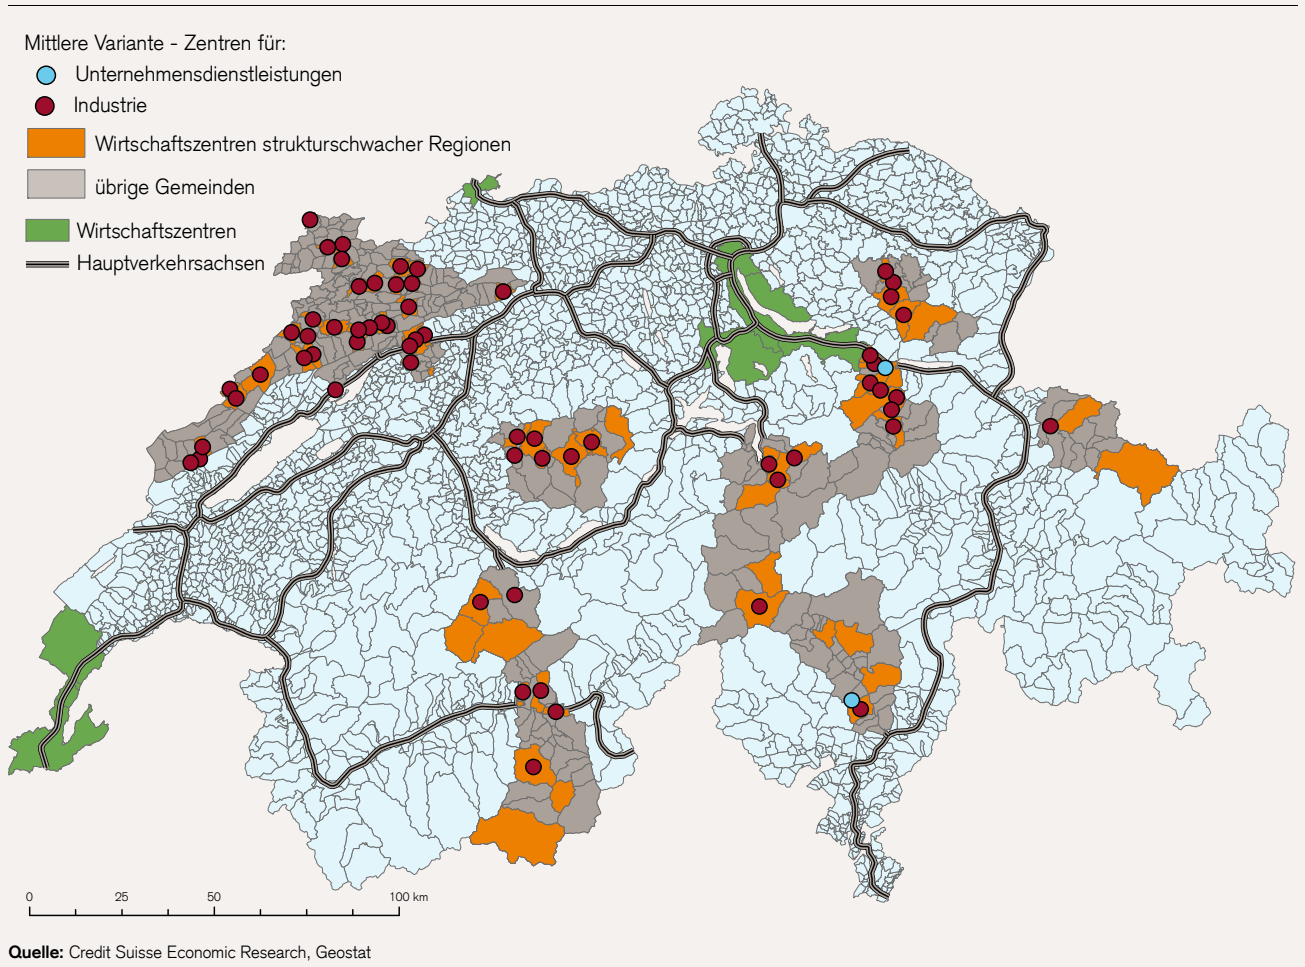 Mittlere Variante - Zentren für:
Unternehmensdienstleistungen
Industrie
Wirtschaftszentren strukturschwacher Regionen
übrige Gemeinden
Wirtschaftszentren
Hauptverkehrsachsen
0 25 50 100 km
Quelle: Credit Suisse Economic Research, Geostat